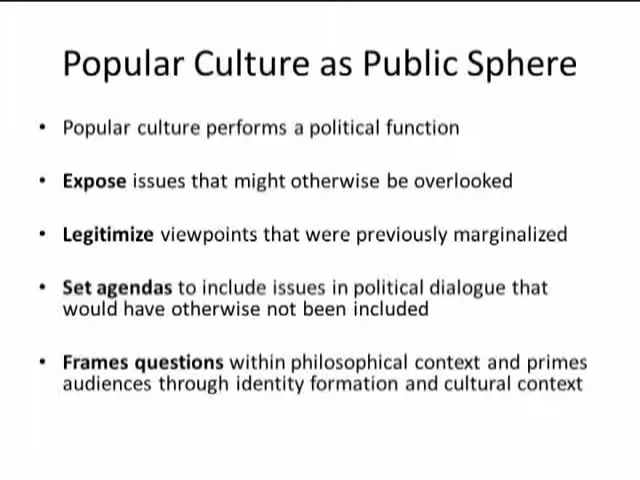 Popular Culture as Public Sphere
• Popular culture performs a political function
• Expose issues that might otherwise be overlooked
• Legitimize viewpoints that were previously marginalized
• Set agendas to include issues in political dialogue that
would have otherwise not been included
• Frames questions within philosophical context and primes
audiences through identity formation and cultural context